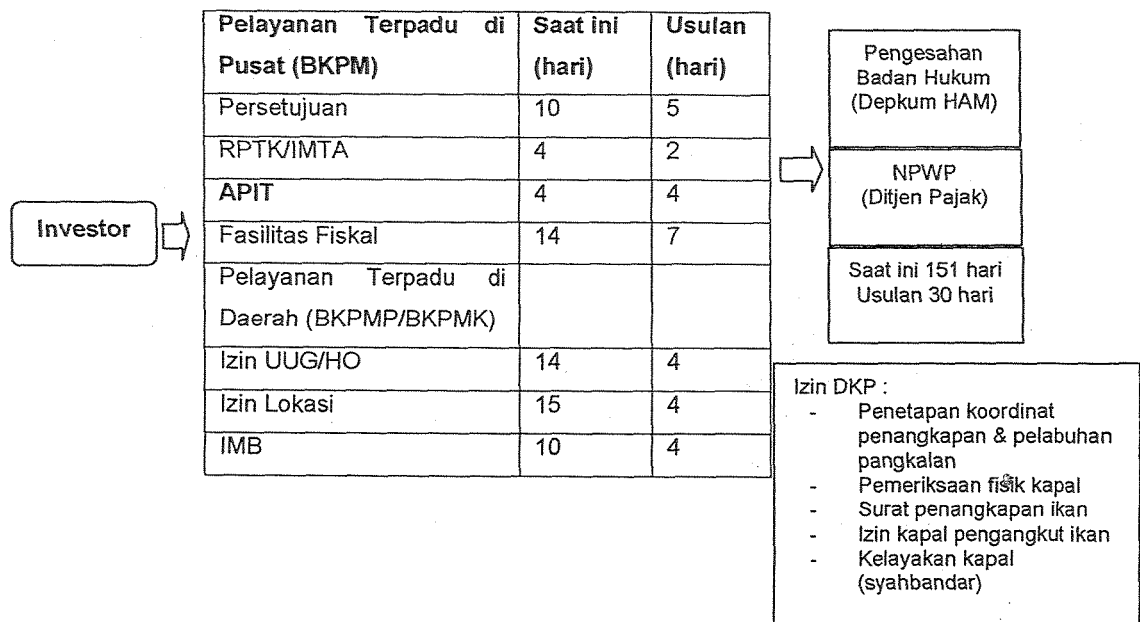 Investor
Pelayanan Terpadu di Saat ini Usulan
Pusat (BKPM) (hari) (hari)
Persetujuan 10 5
RPTK/IMTA 4 2
APIT 4 4
Fasilitas Fiskal 14 7
Pelayanan Terpadu di
Daerah (BKPMP/BKPMK)
Izin UUG/HO 14 4
Izin Lokasi 15 4
IMB 10 4
Pengesahan
Badan Hukum
(Depkum HAM)
NPWP
(Ditjen Pajak)
Saat ini 151 hari
Usulan 30 hari
Izin DKP :
- Penetapan koordinat
penangkapan & pelabuhan
pangkalan
- Pemeriksaan fisik kapal
- Surat penangkapan ikan
- Izin kapal pengangkut ikan
- Kelayakan kapal
(syahbandar)